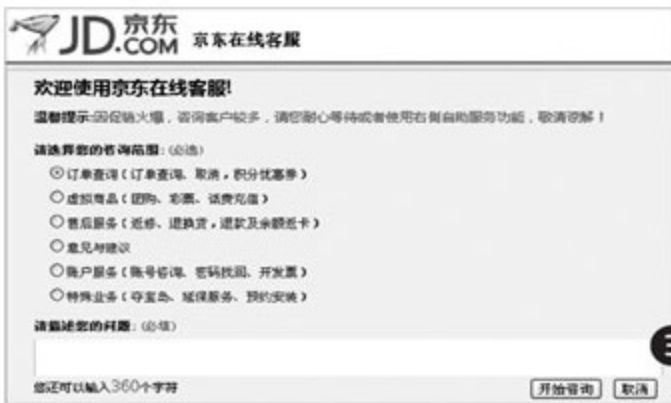 JD.COM 京东 京东在线客服
欢迎使用京东在线客服!
温馨提示:因促销火爆，咨询客户较多，请您耐心等待或者使用右侧自助服务功能，敬请谅解！
请选择您的咨询范围:(必选)
订单查询(订单查询、取消，积分优惠券)
虚拟商品(团购、彩票、话费充值)
售后服务(返修、退换货，退款及余额返卡)
意见与建议
账户服务(账号咨询、密码找回、开发票)
特殊业务(夺宝岛、延保服务、预约安装)
请描述您的问题:(必填)
您还可以输入360个字符
开始咨询 取消